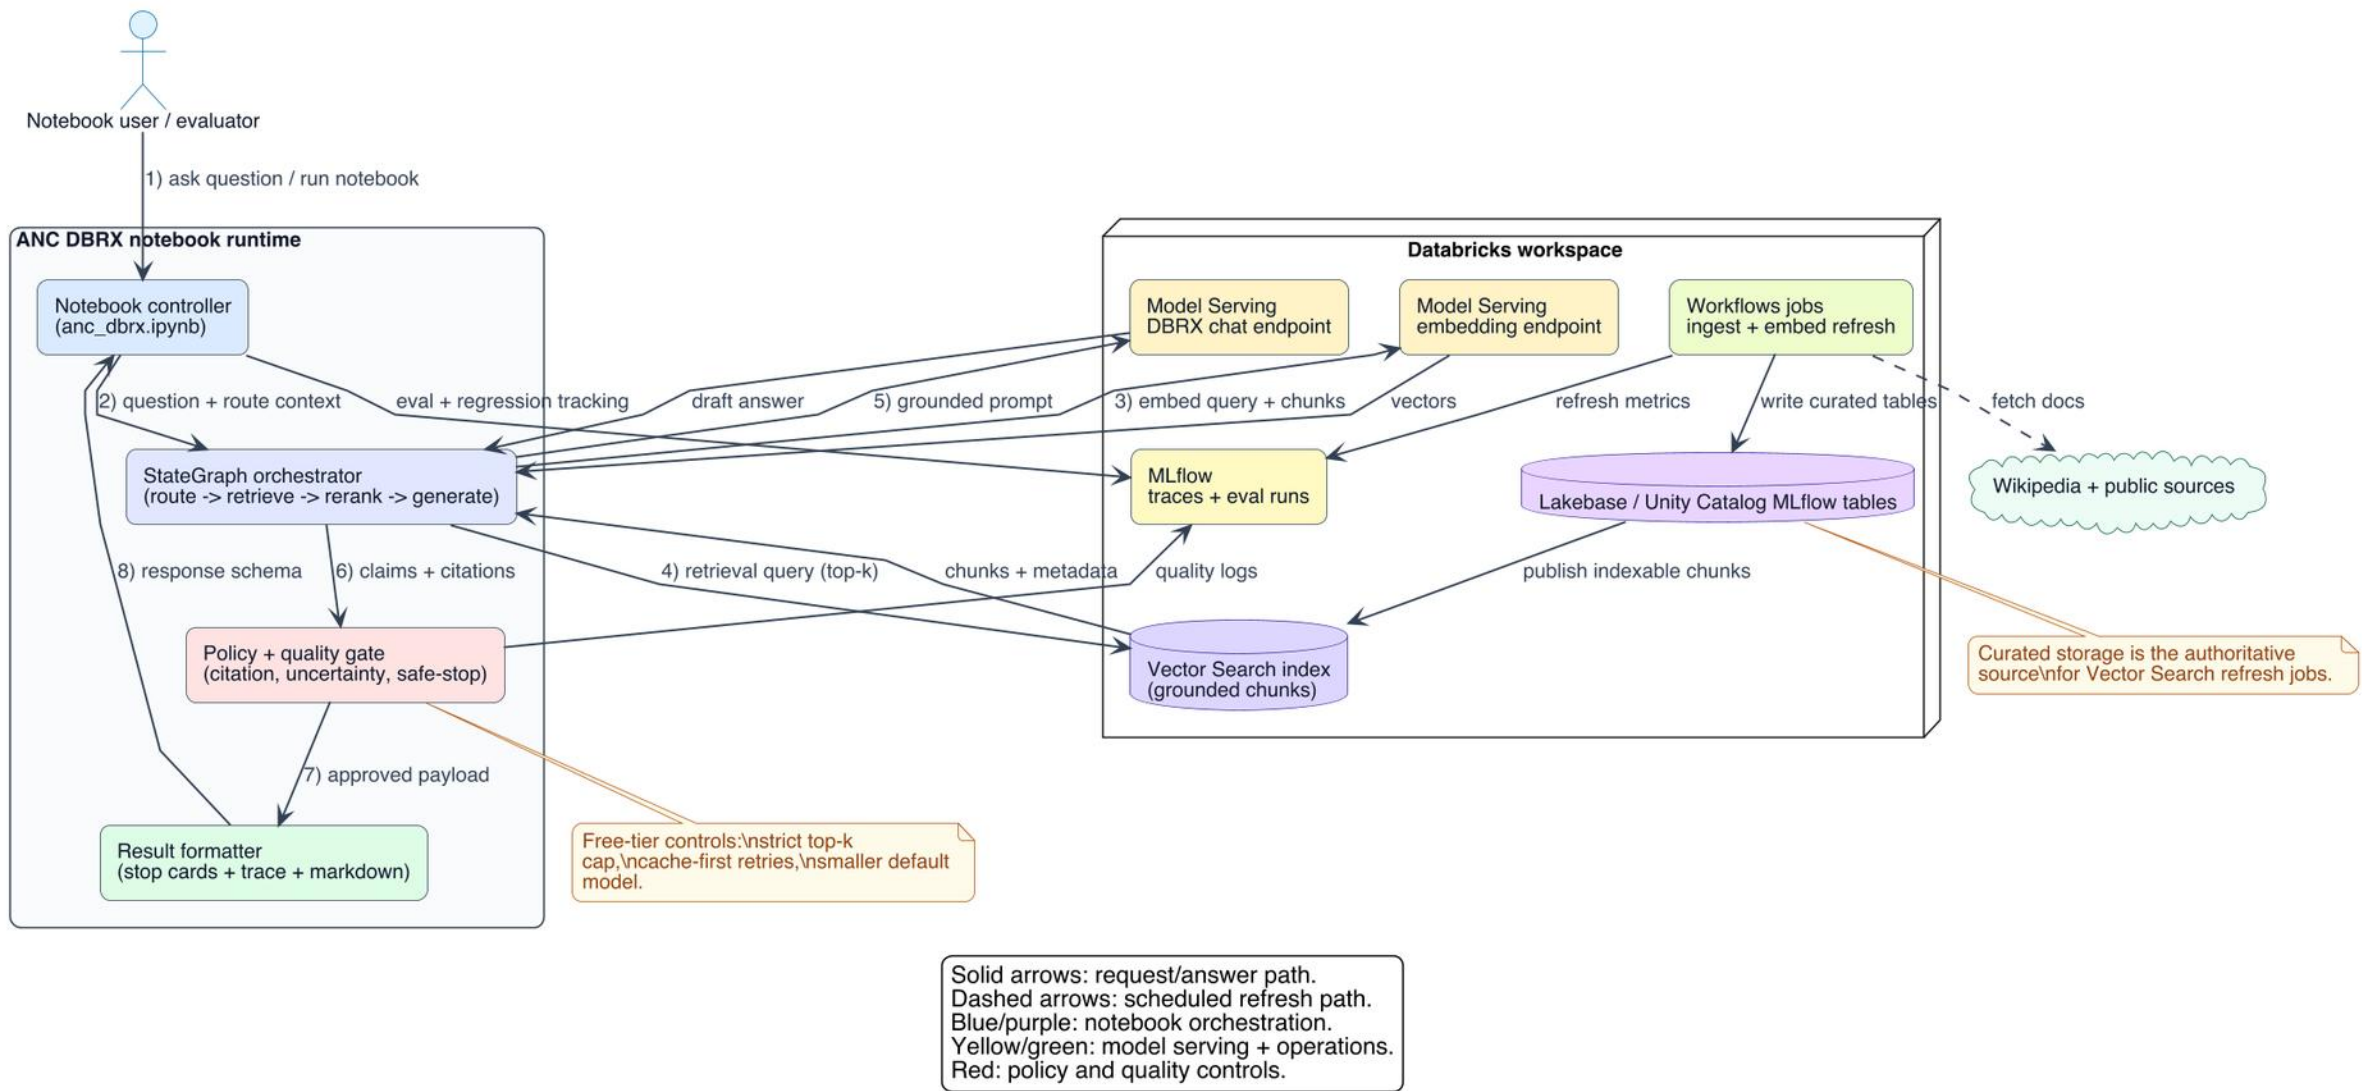 Notebook user / evaluator
1) ask question / run notebook
ANC DBRX notebook runtime
Databricks workspace
Notebook controller
(anc_dbrx.ipynb)
Model Serving
DBRX chat endpoint
Model Serving
embedding endpoint
Workflows jobs
ingest + embed refresh
2) question + route context
eval + regression tracking
draft answer
5) grounded prompt
3) embed query + chunks
vectors
refresh metrics
write curated tables
fetch docs
StateGraph orchestrator
(route -> retrieve -> rerank -> generate)
MLflow
traces + eval runs
Lakebase / Unity Catalog MLflow tables
Wikipedia + public sources
8) response schema
6) claims + citations
4) retrieval query (top-k)
chunks + metadata
quality logs
publish indexable chunks
Policy + quality gate
(citation, uncertainty, safe-stop)
Vector Search index
(grounded chunks)
Curated storage is the authoritative
source\nfor Vector Search refresh jobs.
7) approved payload
Result formatter
(stop cards + trace + markdown)
Free-tier controls:\nstrict top-k
cap,\ncache-first retries,\nsmaller default
model.
Solid arrows: request/answer path.
Dashed arrows: scheduled refresh path.
Blue/purple: notebook orchestration.
Yellow/green: model serving + operations.
Red: policy and quality controls.